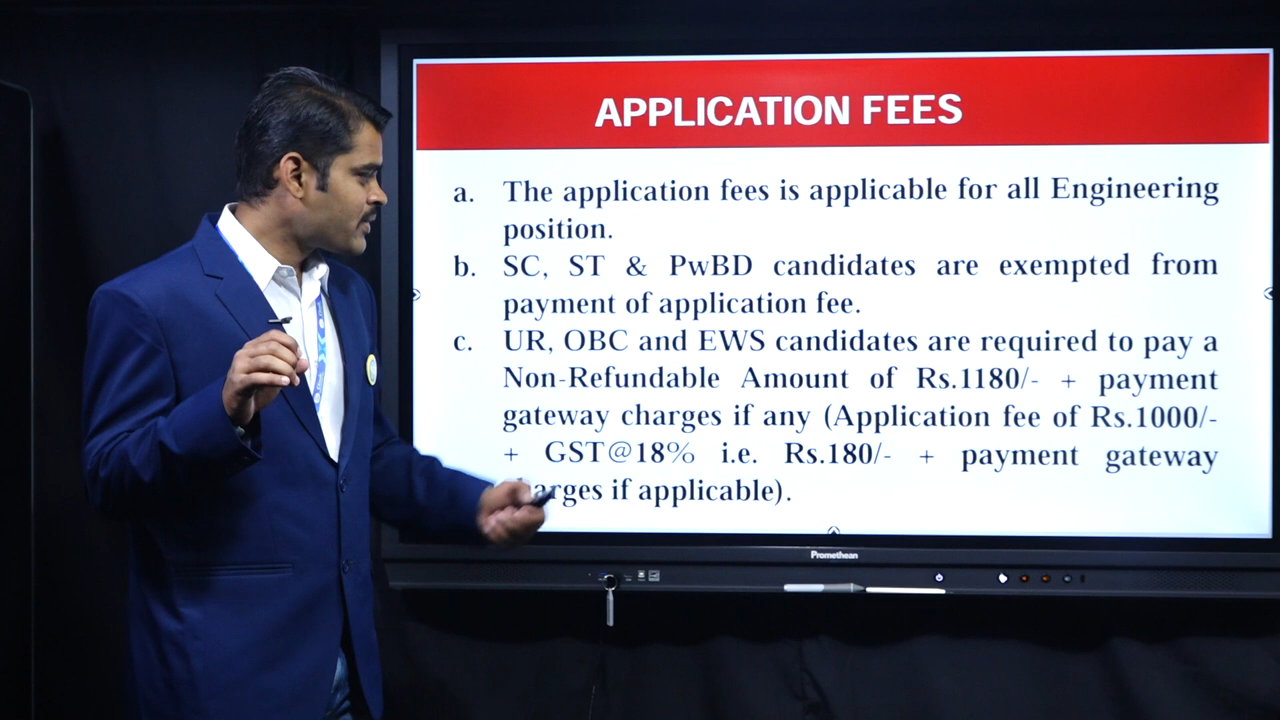 APPLICATION FEES
a. The application fees is applicable for all Engineering
position.
b. SC, ST & PwBD candidates are exempted from
payment of application fee.
c. UR, OBC and EWS candidates are required to pay a
Non-Refundable Amount of Rs.1180/- + payment
gateway charges if any (Application fee of Rs.1000/-
+ GST@18% i.e. Rs.180/- + payment gateway
charges if applicable).
Promethean